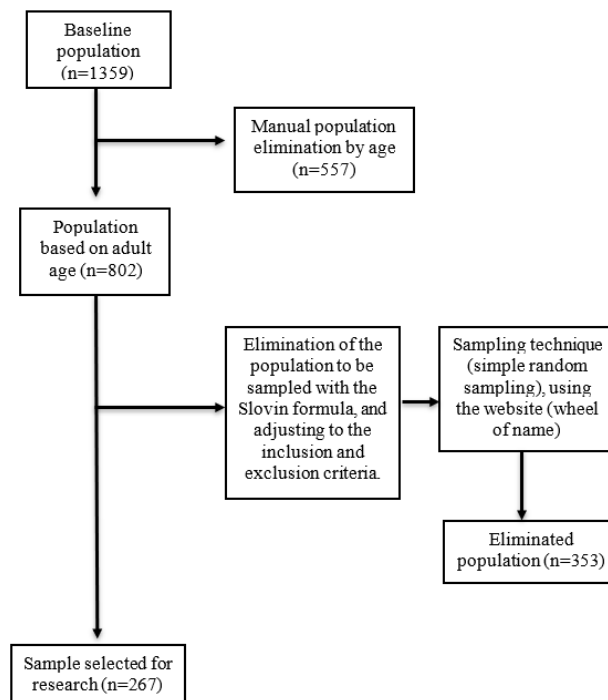 Baseline
population
(n=1359)
Manual population
elimination by age
(n=557)
Population
based on adult
age (n=802)
Elimination of the
population to be
sampled with the
Slovin formula, and
adjusting to the
inclusion and
exclusion criteria.
Sampling technique
(simple random
sampling), using
the website (wheel
of name)
Eliminated
population (n=353)
Sample selected for
research (n=267)